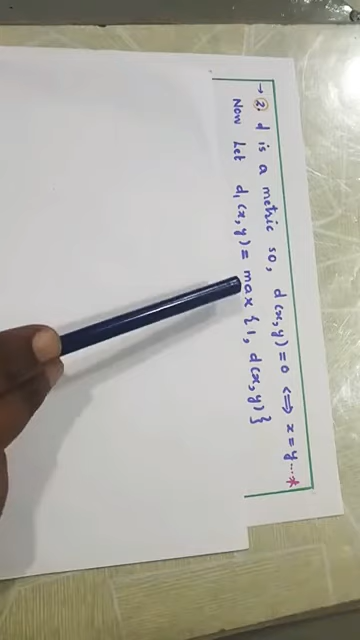 → ② d is a metric so, d(x,y) = 0 <=> x = y ...*
Now Let d₁(x,y) = max {1, d(x,y)}